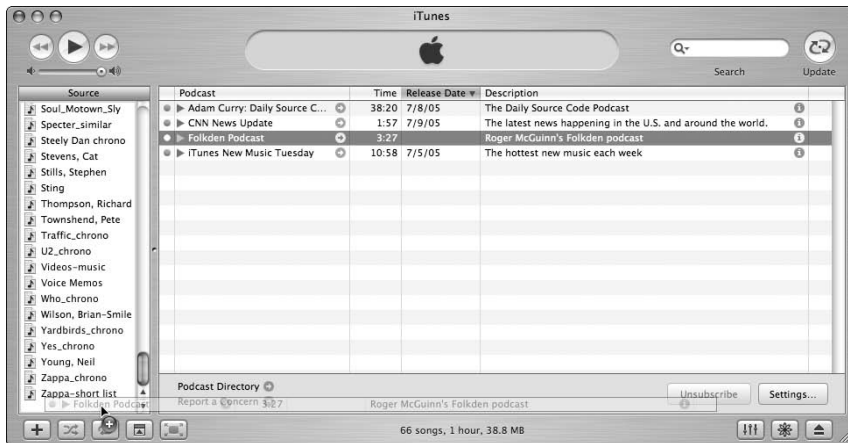 iTunes
Search
Update
Source
Soul_Motown_Sly
Specter_similar
Steely Dan chrono
Stevens, Cat
Stills, Stephen
Sting
Thompson, Richard
Townshend, Pete
Traffic_chrono
U2_chrono
Videos-music
Voice Memos
Who_chrono
Wilson, Brian-Smile
Yardbirds_chrono
Yes_chrono
Young, Neil
Zappa_chrono
Zappa-short list
Folkden Podcast 3:27 Roger McGuinn's Folkden podcast
Podcast Time Release Date Description
Adam Curry: Daily Source C... 38:20 7/8/05 The Daily Source Code Podcast
CNN News Update 1:57 7/9/05 The latest news happening in the U.S. and around the world.
Folkden Podcast 3:27 Roger McGuinn's Folkden podcast
iTunes New Music Tuesday 10:58 7/5/05 The hottest new music each week
Podcast Directory
Report a Concern
Unsubscribe Settings...
66 songs, 1 hour, 38.8 MB